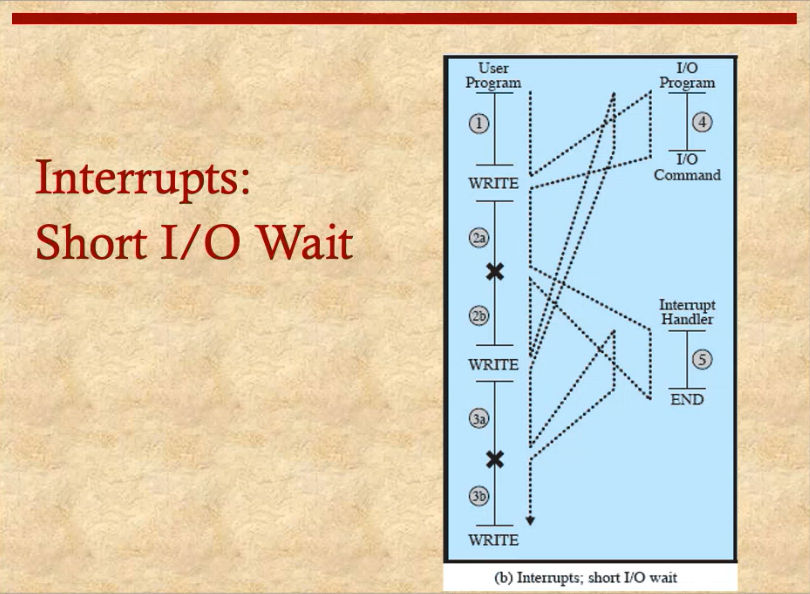 Interrupts:
Short I/O Wait
User
Program
1
WRITE
2a
2b
WRITE
3a
3b
WRITE
I/O
Program
4
I/O
Command
Interrupt
Handler
5
END
(b) Interrupts; short I/O wait